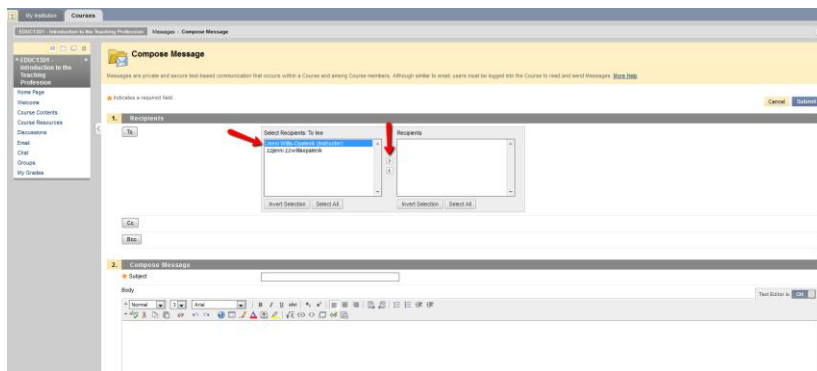 My Institution Courses
EDUC1301 - Introduction to the Teaching Profession Messages Compose Message
EDUC1301 -
Introduction to the
Teaching
Profession
Home Page
Welcome
Course Contents
Course Resources
Discussions
Email
Chat
Groups
My Grades
Compose Message
Messages are private and secure text-based communication that occurs within a Course and among Course members. Although similar to email, users must be logged into the Course to read and send Messages. More Help
Indicates a required field.
Cancel Submit
1. Recipients
To
Select Recipients: To line
Recipients
(Instructor)
Invert Selection Select All
Invert Selection Select All
Cc
Bcc
2. Compose Message
Subject
Body
Text Editor is ON
Normal 3 Arial